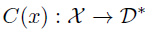 C(x) : 𝒳 → 𝒟*